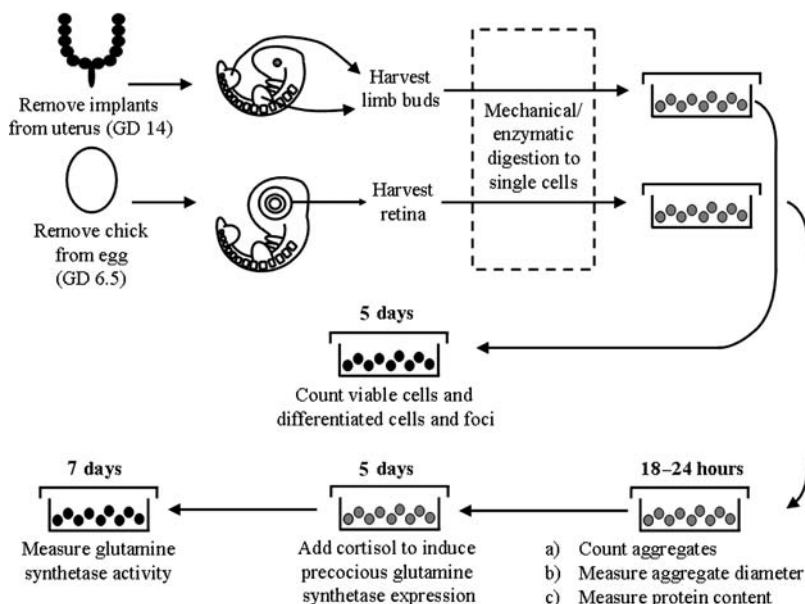 Remove implants
from uterus (GD 14)
Harvest
limb buds
Mechanical/
enzymatic
digestion to
single cells
Remove chick
from egg
(GD 6.5)
Harvest
retina
5 days
Count viable cells and
differentiated cells and foci
7 days
Measure glutamine
synthetase activity
5 days
Add cortisol to induce
precocious glutamine
synthetase expression
18–24 hours
a) Count aggregates
b) Measure aggregate diameter
c) Measure protein content